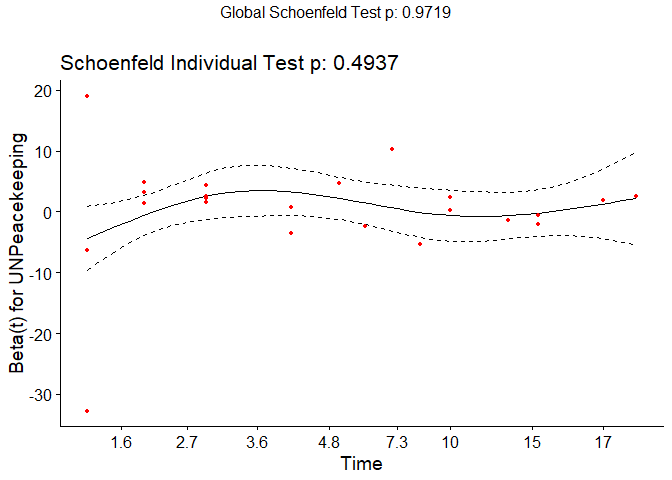 Global Schoenfeld Test p: 0.9719
Schoenfeld Individual Test p: 0.4937
20
10
0
-10
-20
-30
Beta(t) for UNPeacekeeping
1.6 2.7 3.6 4.8 7.3 10 15 17
Time